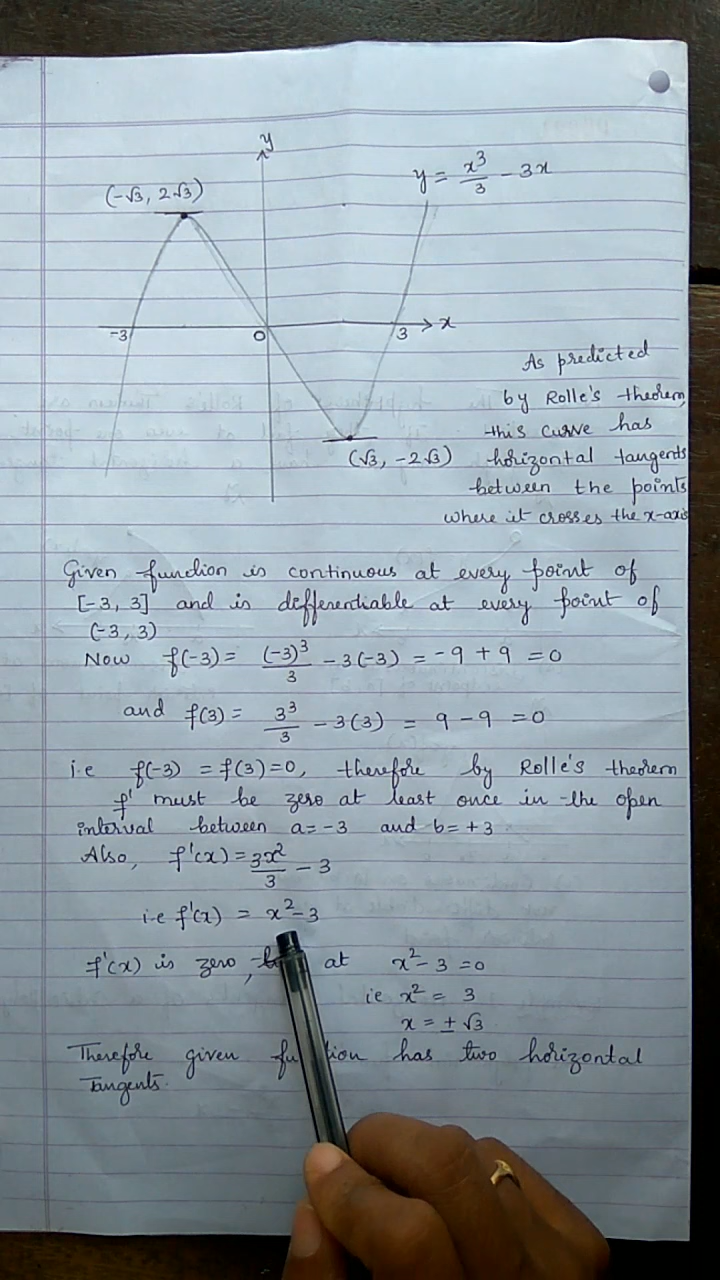 y
(-√3, 2√3)
y = x³/3 - 3x
-3
0
3
x
(√3, -2√3)
As predicted
by Rolle's theorem,
this curve has
horizontal tangents
between the points
where it crosses the x-axis
Given function is continuous at every point of
[-3, 3] and is differentiable at every point of
(-3, 3)
Now f(-3) = (-3)³/3 - 3(-3) = -9 + 9 = 0
and f(3) = 3³/3 - 3(3) = 9 - 9 = 0
i.e f(-3) = f(3) = 0, therefore by Rolle's theorem
f' must be zero at least once in the open
interval between a = -3 and b = +3
Also, f'(x) = 3x²/3 - 3
i.e f'(x) = x² - 3
f'(x) is zero, at x² - 3 = 0
ie x² = 3
x = ± √3
Therefore given has two horizontal
Tangents.